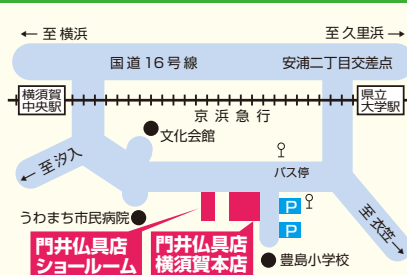 ← 至横浜
至久里浜 →
国道16号線
安浦二丁目交差点
横須賀
中央駅
京浜急行
県立
大学駅
文化会館
← 至汐入
バス停
至衣笠 →
うわまち市民病院
P
P
門井仏具店
ショールーム
門井仏具店
横須賀本店
豊島小学校